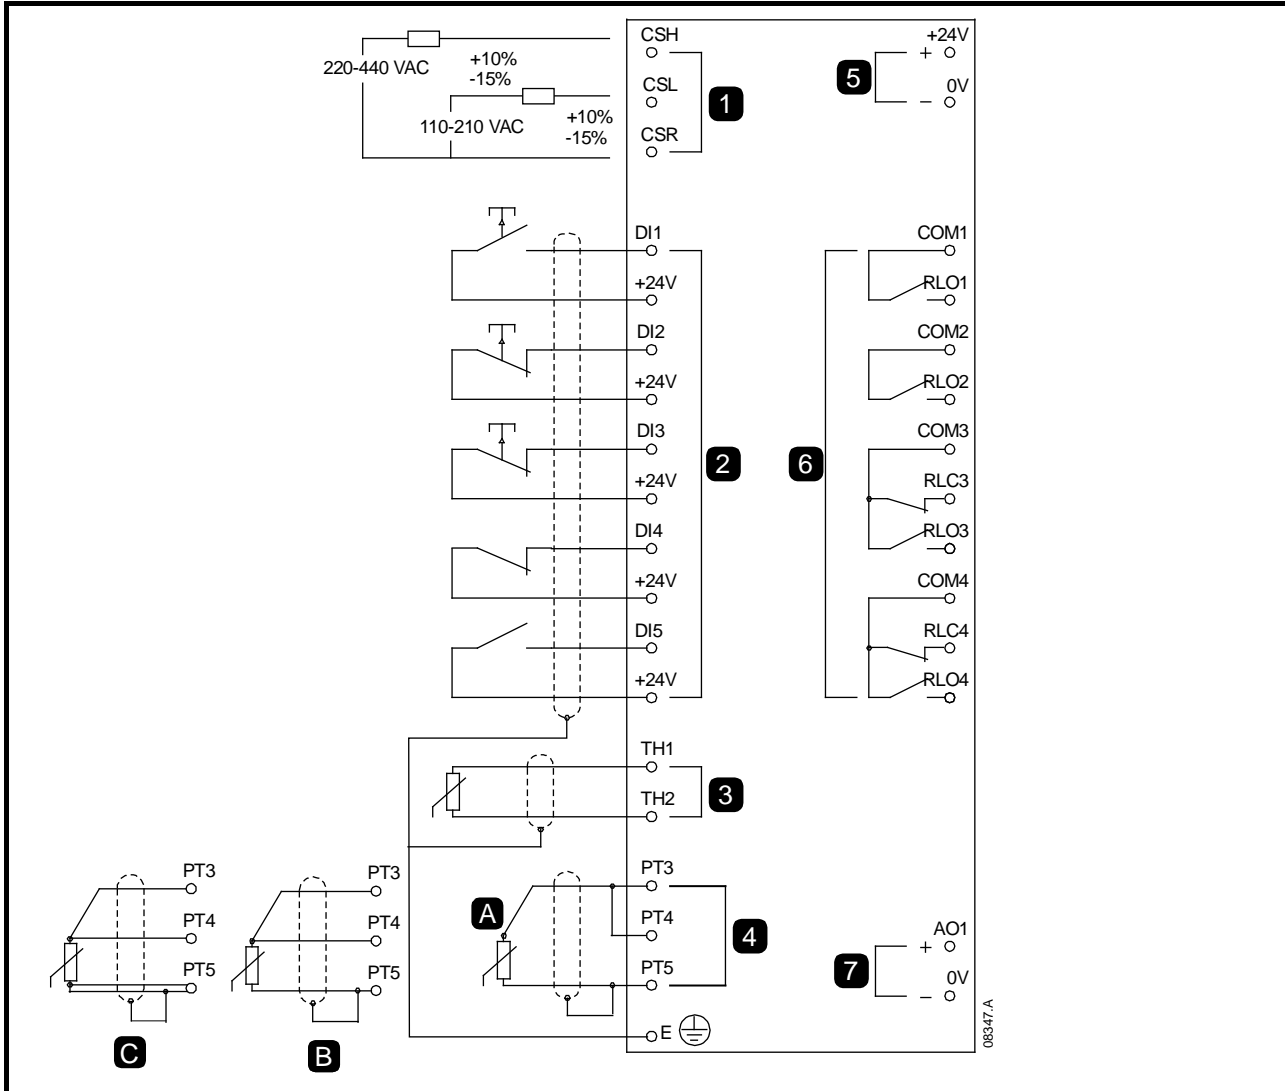 CSH
+24V
220-440 VAC
+10%
-15%
CSL
5
0V
1
110-210 VAC
+10%
-15%
CSR
DI1
COM1
+24V
RLO1
DI2
COM2
+24V
RLO2
DI3
COM3
2
6
+24V
RLC3
DI4
RLO3
+24V
COM4
DI5
RLC4
+24V
RLO4
TH1
3
TH2
PT3
PT3
PT3
A
PT4
PT4
PT4
4
AO1
PT5
PT5
PT5
7
0V
E
08347.A
C
B